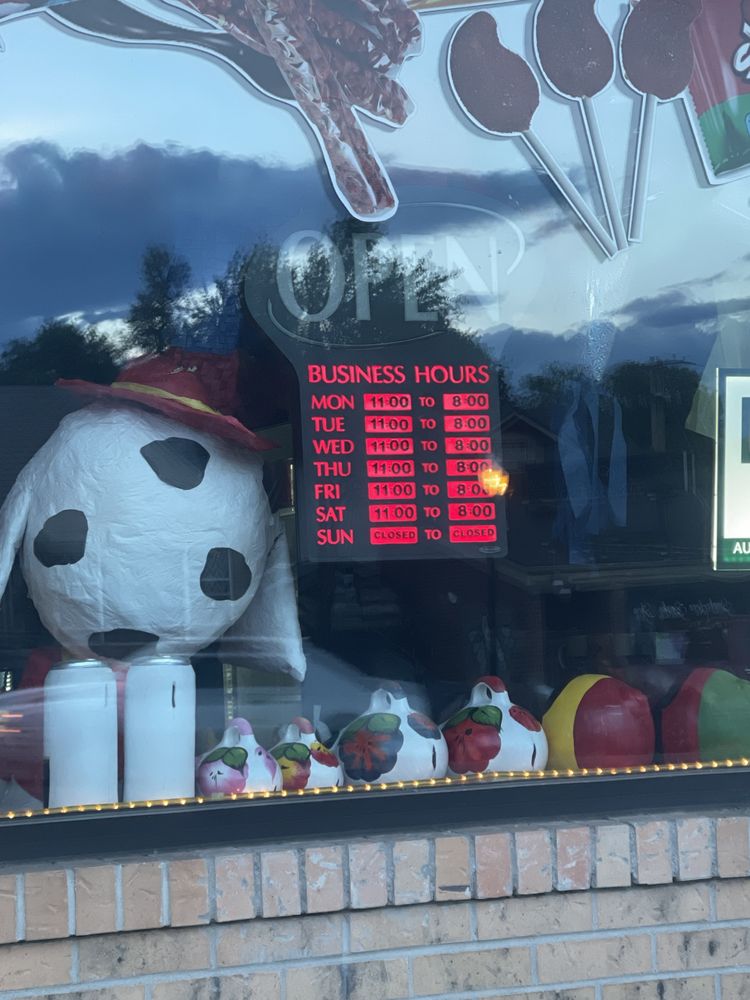 OPEN
BUSINESS HOURS
MON 11:00 TO 8:00
TUE 11:00 TO 8:00
WED 11:00 TO 8:00
THU 11:00 TO 8:00
FRI 11:00 TO 8:00
SAT 11:00 TO 8:00
SUN CLOSED TO CLOSED
AU